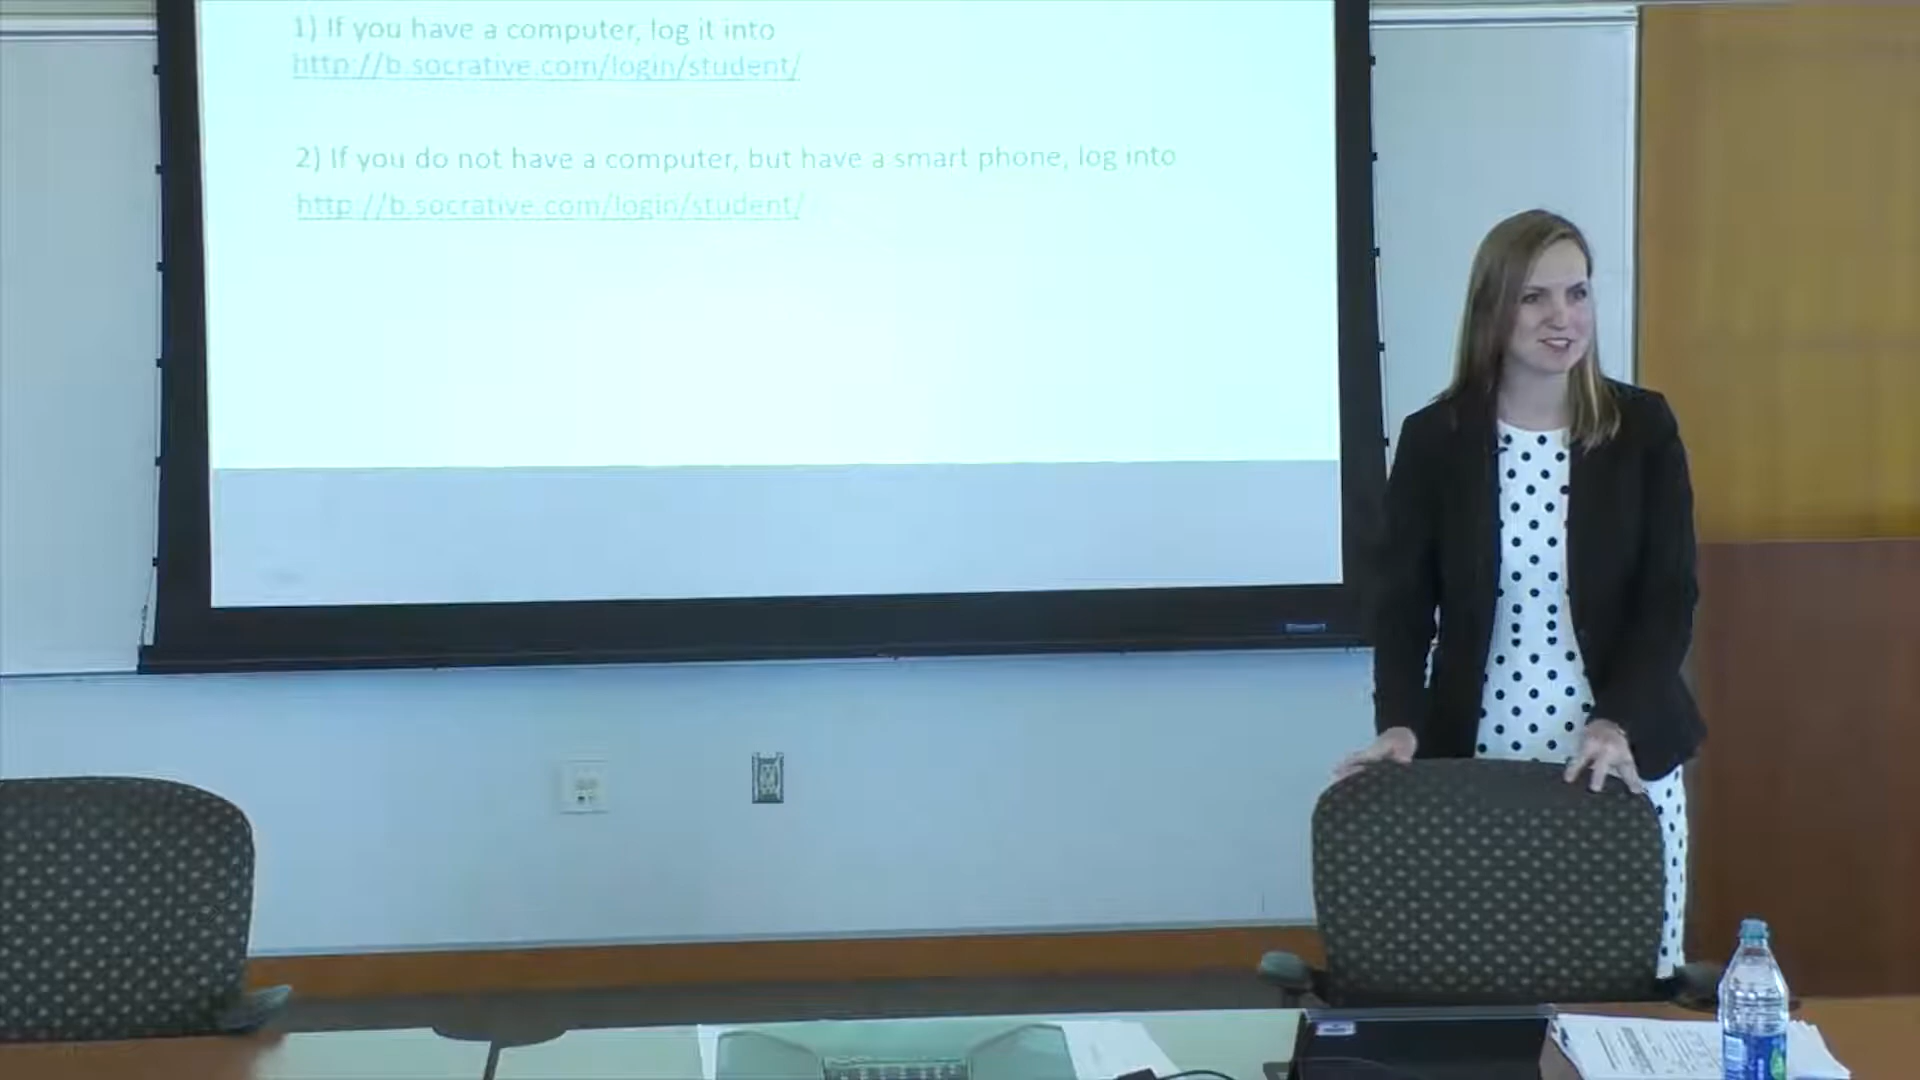 1) If you have a computer, log it into
http://b.socrative.com/login/student/
2) If you do not have a computer, but have a smart phone, log into
http://b.socrative.com/login/student/